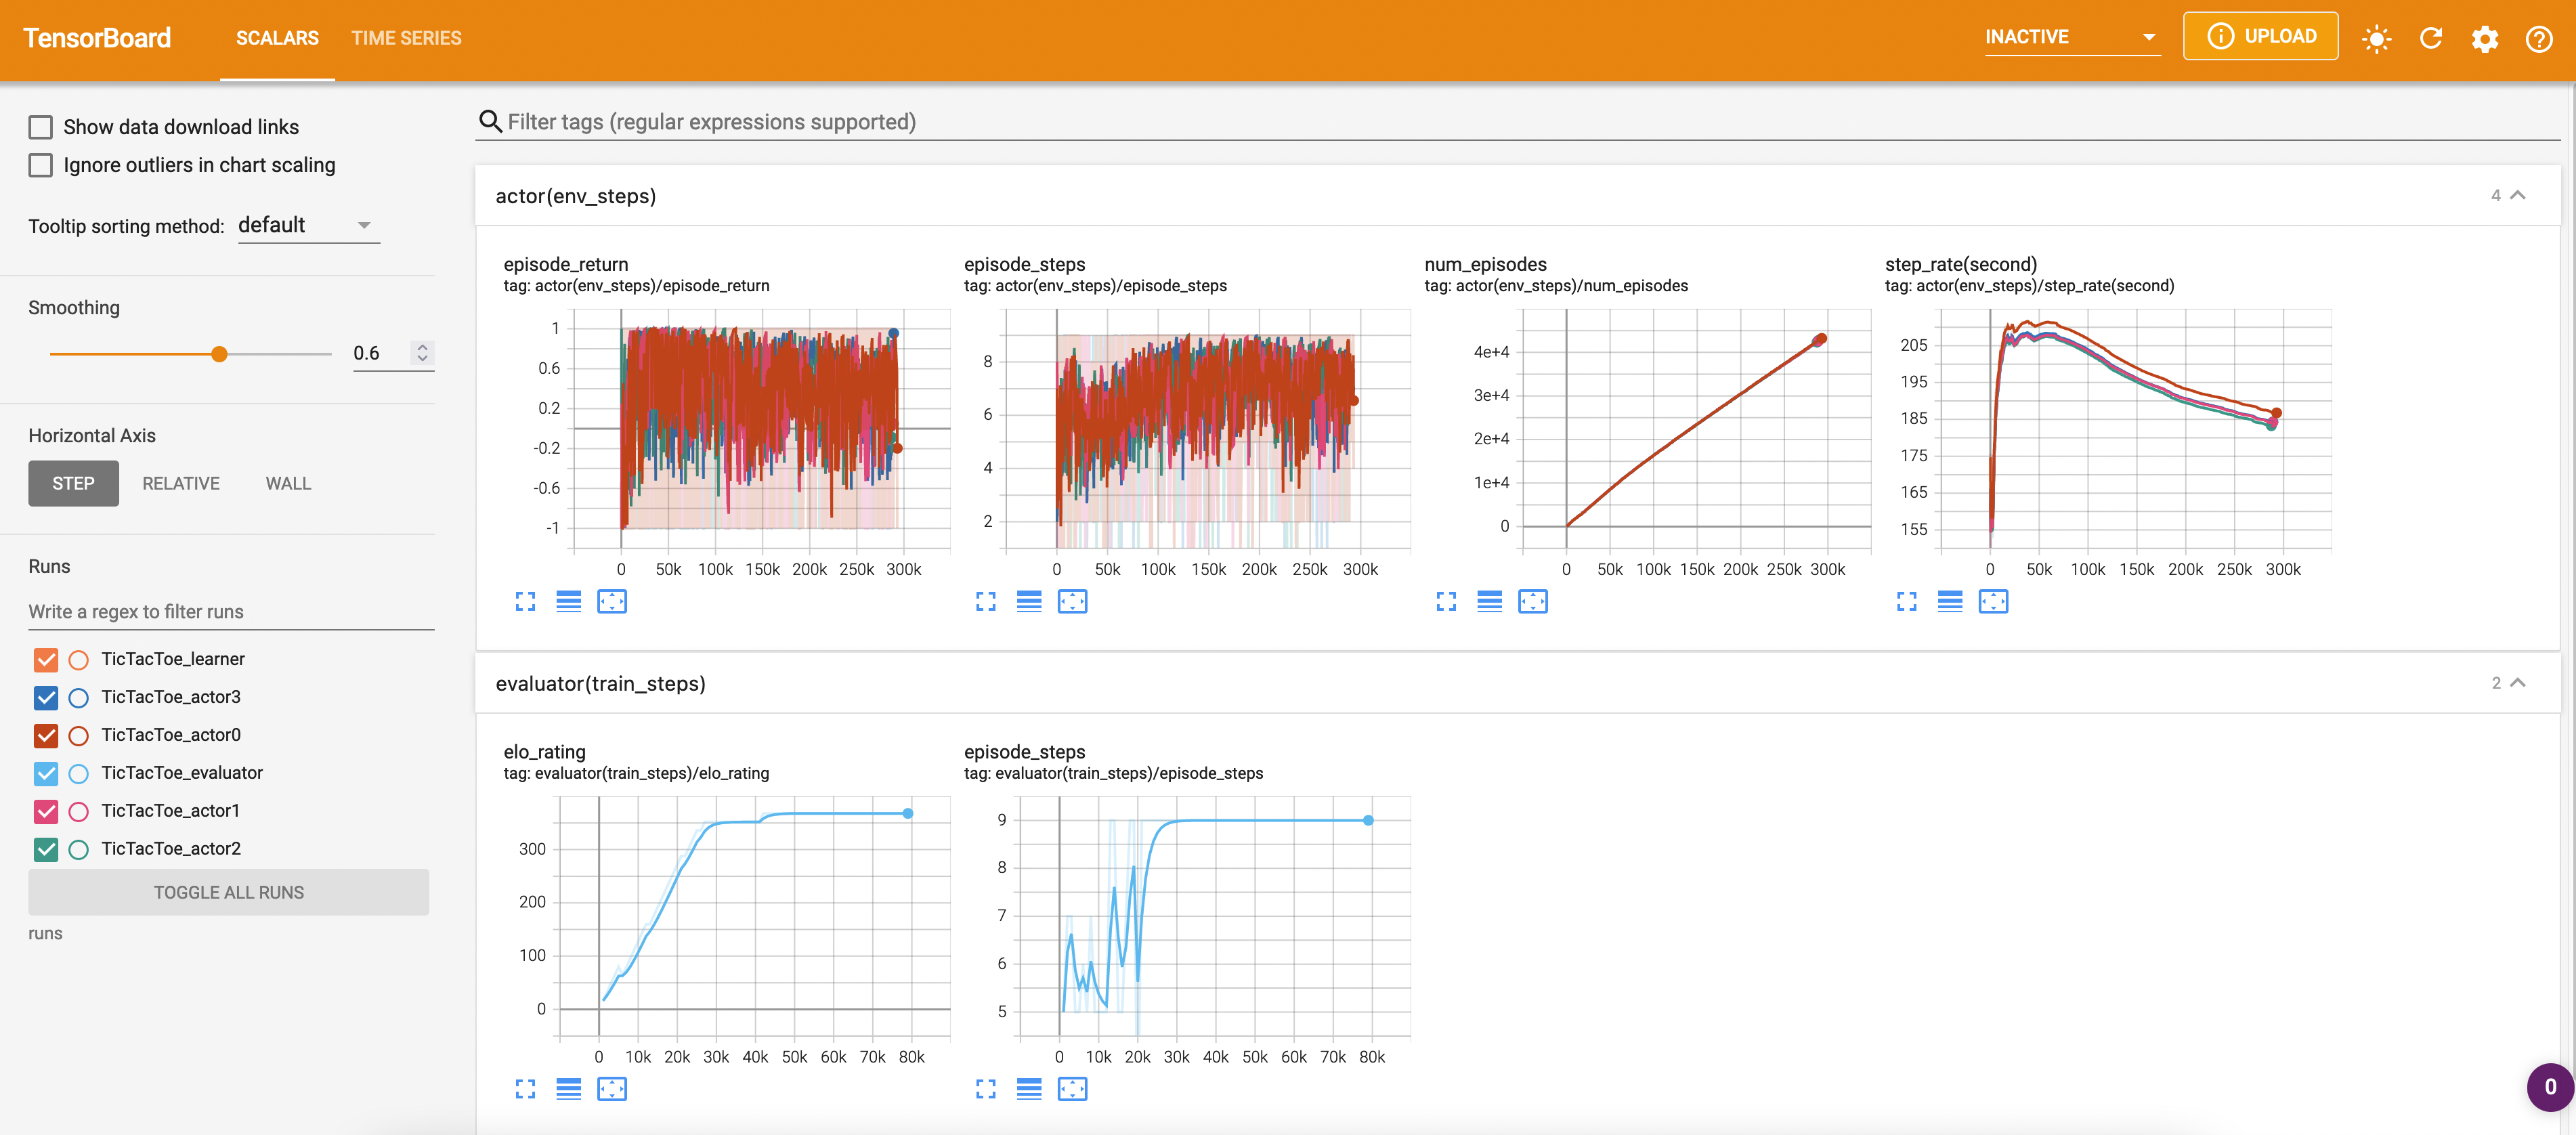 TensorBoard SCALARS TIME SERIES INACTIVE UPLOAD
Show data download links
Ignore outliers in chart scaling
Tooltip sorting method: default
Smoothing
0.6
Horizontal Axis
STEP RELATIVE WALL
Runs
Write a regex to filter runs
TicTacToe_learner
TicTacToe_actor3
TicTacToe_actor0
TicTacToe_evaluator
TicTacToe_actor1
TicTacToe_actor2
TOGGLE ALL RUNS
runs
Filter tags (regular expressions supported)
actor(env_steps) 4
episode_return
tag: actor(env_steps)/episode_return
1
0.6
0.2
-0.2
-0.6
-1
0 50k 100k 150k 200k 250k 300k
episode_steps
tag: actor(env_steps)/episode_steps
8
6
4
2
0 50k 100k 150k 200k 250k 300k
num_episodes
tag: actor(env_steps)/num_episodes
4e+4
3e+4
2e+4
1e+4
0
0 50k 100k 150k 200k 250k 300k
step_rate(second)
tag: actor(env_steps)/step_rate(second)
205
195
185
175
165
155
0 50k 100k 150k 200k 250k 300k
evaluator(train_steps) 2
elo_rating
tag: evaluator(train_steps)/elo_rating
300
200
100
0
0 10k 20k 30k 40k 50k 60k 70k 80k
episode_steps
tag: evaluator(train_steps)/episode_steps
9
8
7
6
5
0 10k 20k 30k 40k 50k 60k 70k 80k
0